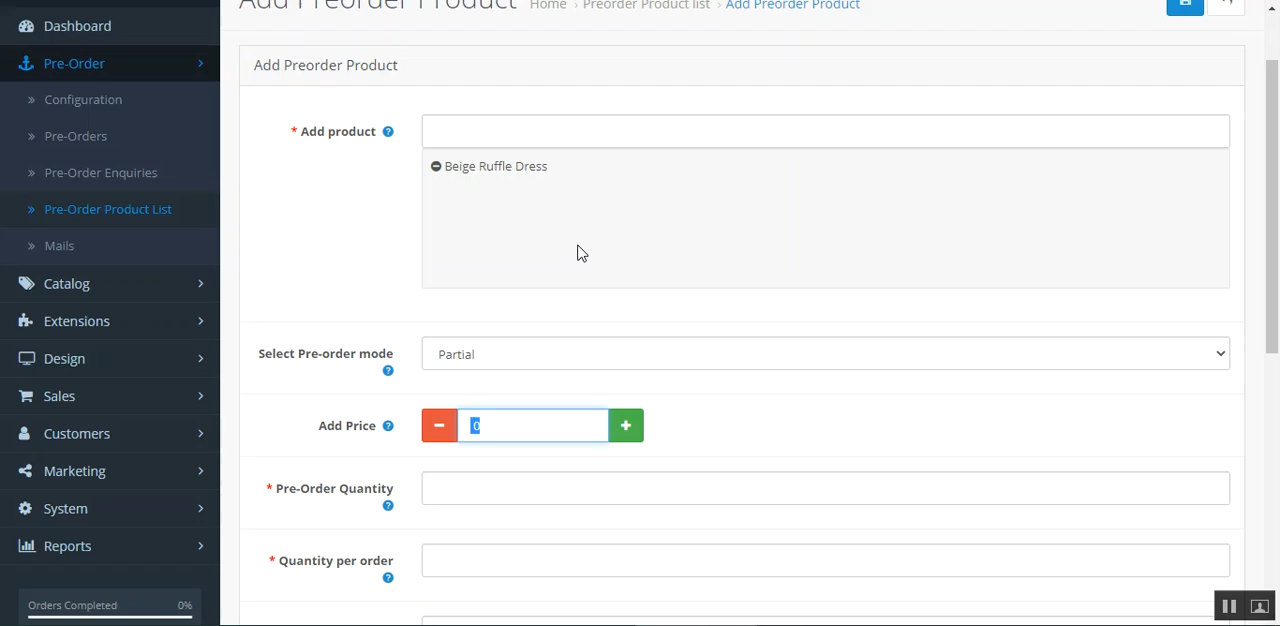 Add Preorder Product Home › Preorder Product list › Add Preorder Product
Dashboard
Pre-Order
Configuration
Pre-Orders
Pre-Order Enquiries
Pre-Order Product List
Mails
Catalog
Extensions
Design
Sales
Customers
Marketing
System
Reports
Orders Completed 0%
Add Preorder Product
* Add product
Beige Ruffle Dress
Select Pre-order mode
Partial
Add Price
0
* Pre-Order Quantity
* Quantity per order